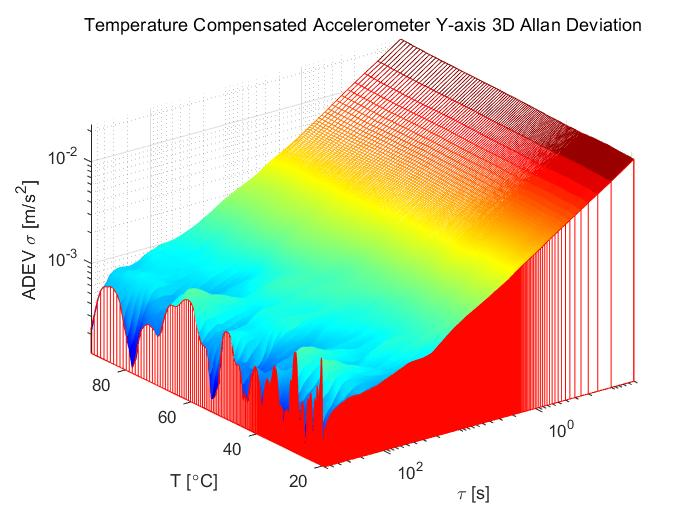 Temperature Compensated Accelerometer Y-axis 3D Allan Deviation
10^-2
10^-3
ADEV σ [m/s^2]
80
60
40
20
T [°C]
10^2
10^0
τ [s]